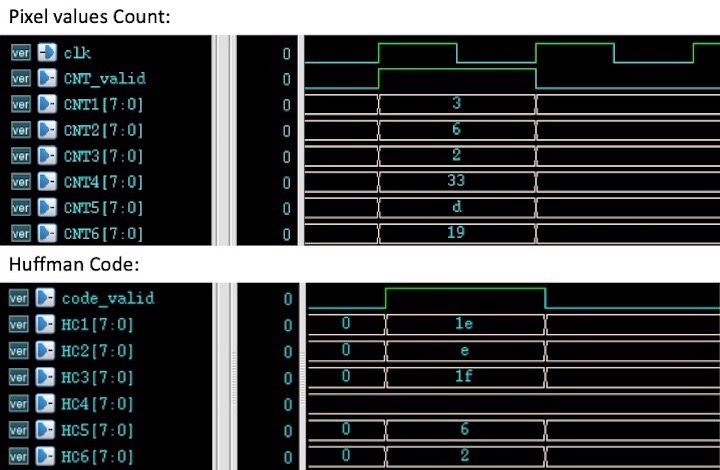 Pixel values Count:
ver clk 0
ver CNT_valid 0
ver CNT1[7:0] 0 3
ver CNT2[7:0] 0 6
ver CNT3[7:0] 0 2
ver CNT4[7:0] 0 33
ver CNT5[7:0] 0 d
ver CNT6[7:0] 0 19
Huffman Code:
ver code_valid 0
ver HC1[7:0] 0 0 1e
ver HC2[7:0] 0 0 e
ver HC3[7:0] 0 0 1f
ver HC4[7:0] 0
ver HC5[7:0] 0 0 6
ver HC6[7:0] 0 0 2